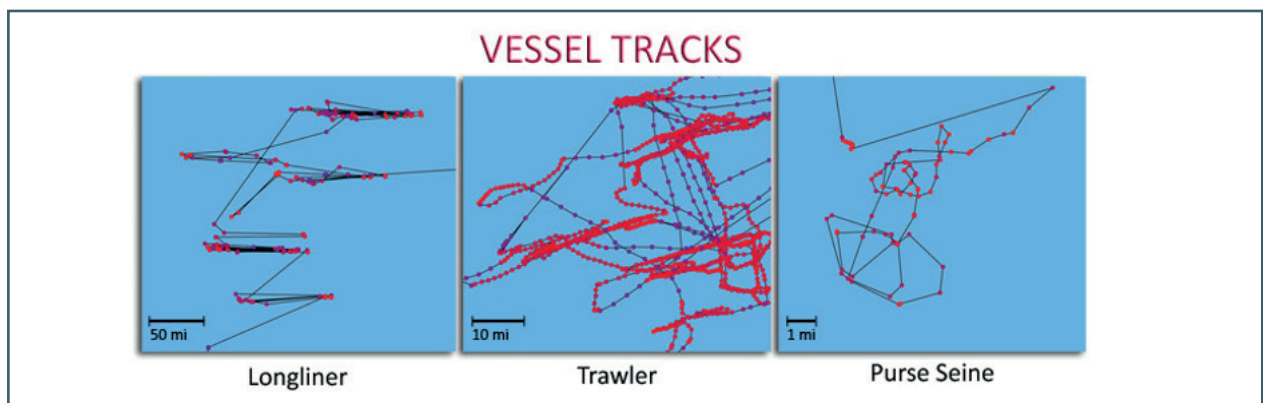 VESSEL TRACKS
50 mi
10 mi
1 mi
Longliner
Trawler
Purse Seine